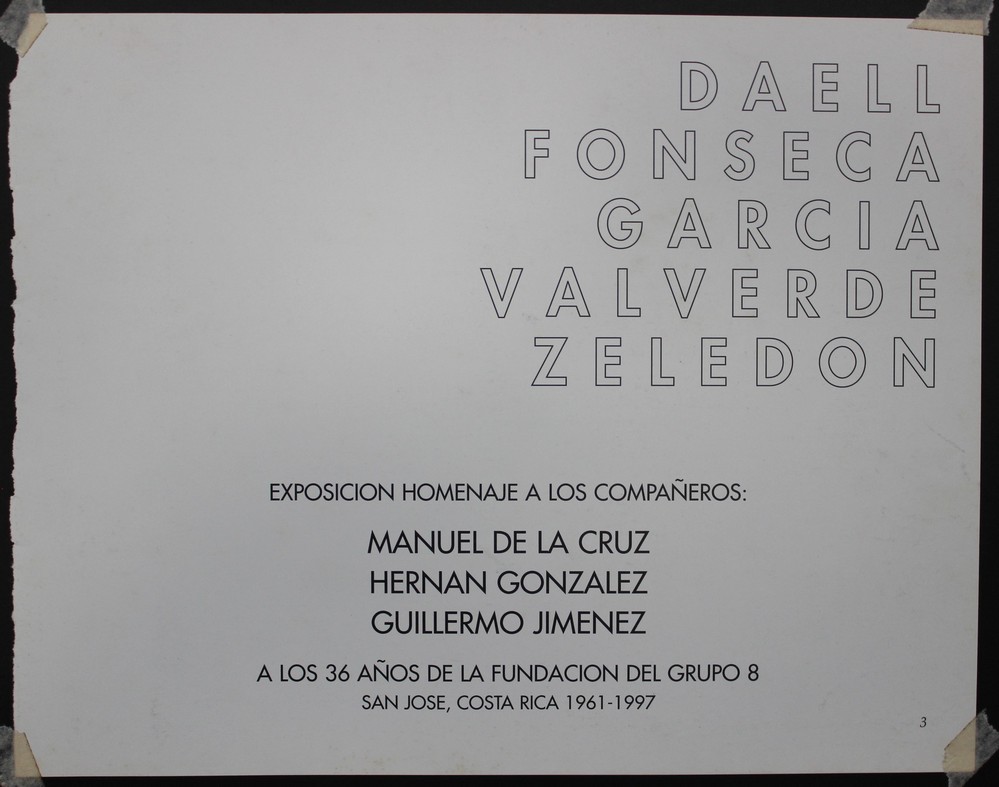 DAELL
FONSECA
GARCIA
VALVERDE
ZELEDON
EXPOSICION HOMENAJE A LOS COMPAÑEROS:
MANUEL DE LA CRUZ
HERNAN GONZALEZ
GUILLERMO JIMENEZ
A LOS 36 AÑOS DE LA FUNDACION DEL GRUPO 8
SAN JOSE, COSTA RICA 1961-1997
3